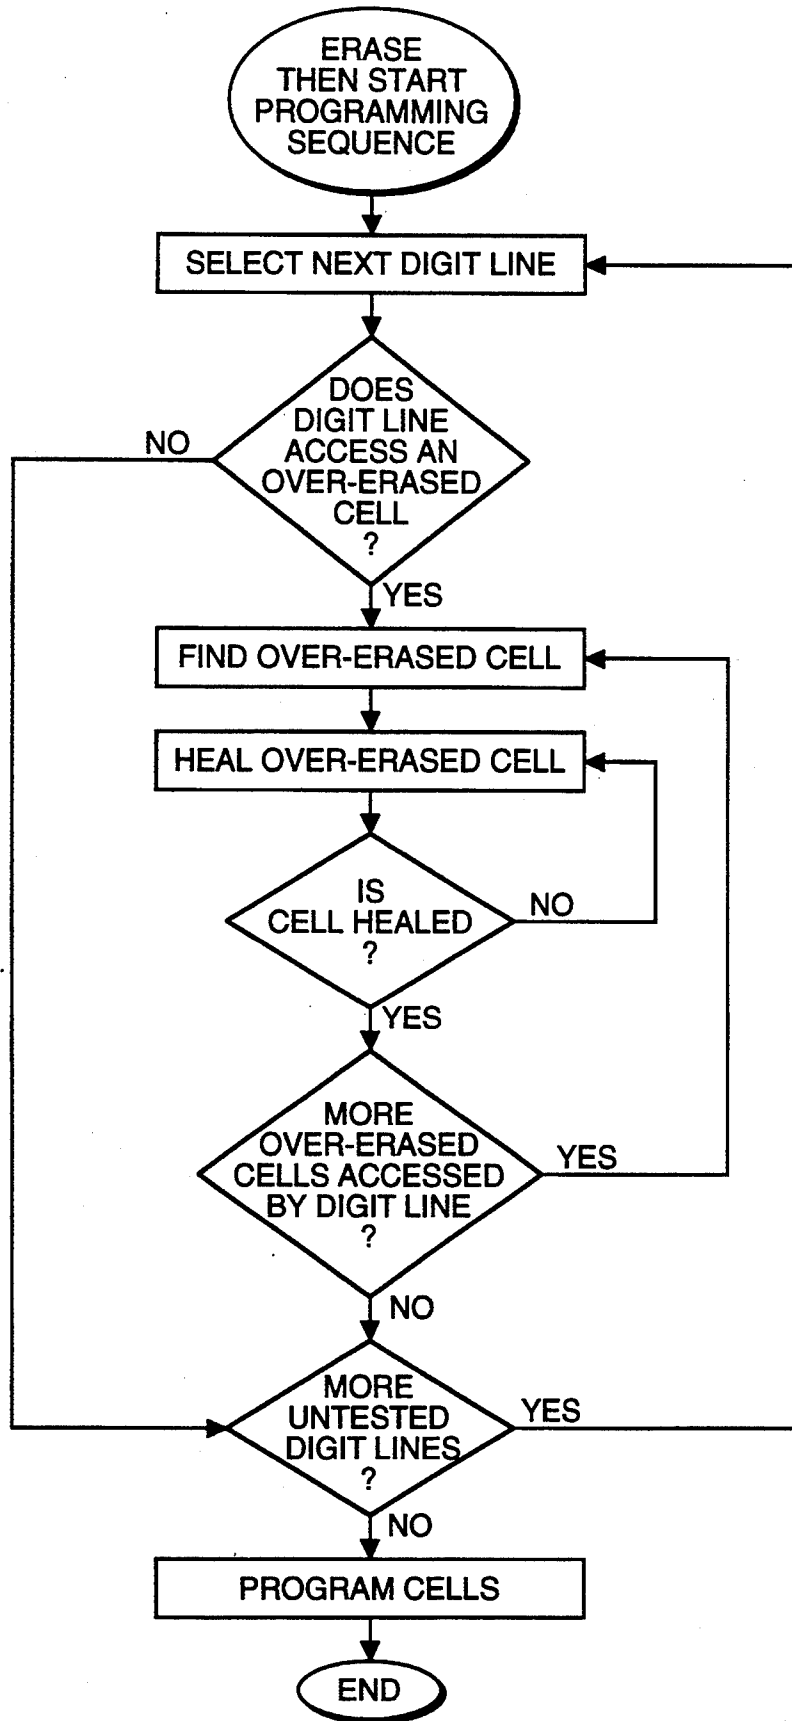 ERASE
THEN START
PROGRAMMING
SEQUENCE
SELECT NEXT DIGIT LINE
DOES
DIGIT LINE
ACCESS AN
OVER-ERASED
CELL
?
NO
YES
FIND OVER-ERASED CELL
HEAL OVER-ERASED CELL
IS
CELL HEALED
?
NO
YES
MORE
OVER-ERASED
CELLS ACCESSED
BY DIGIT LINE
?
YES
NO
MORE
UNTESTED
DIGIT LINES
?
YES
NO
PROGRAM CELLS
END